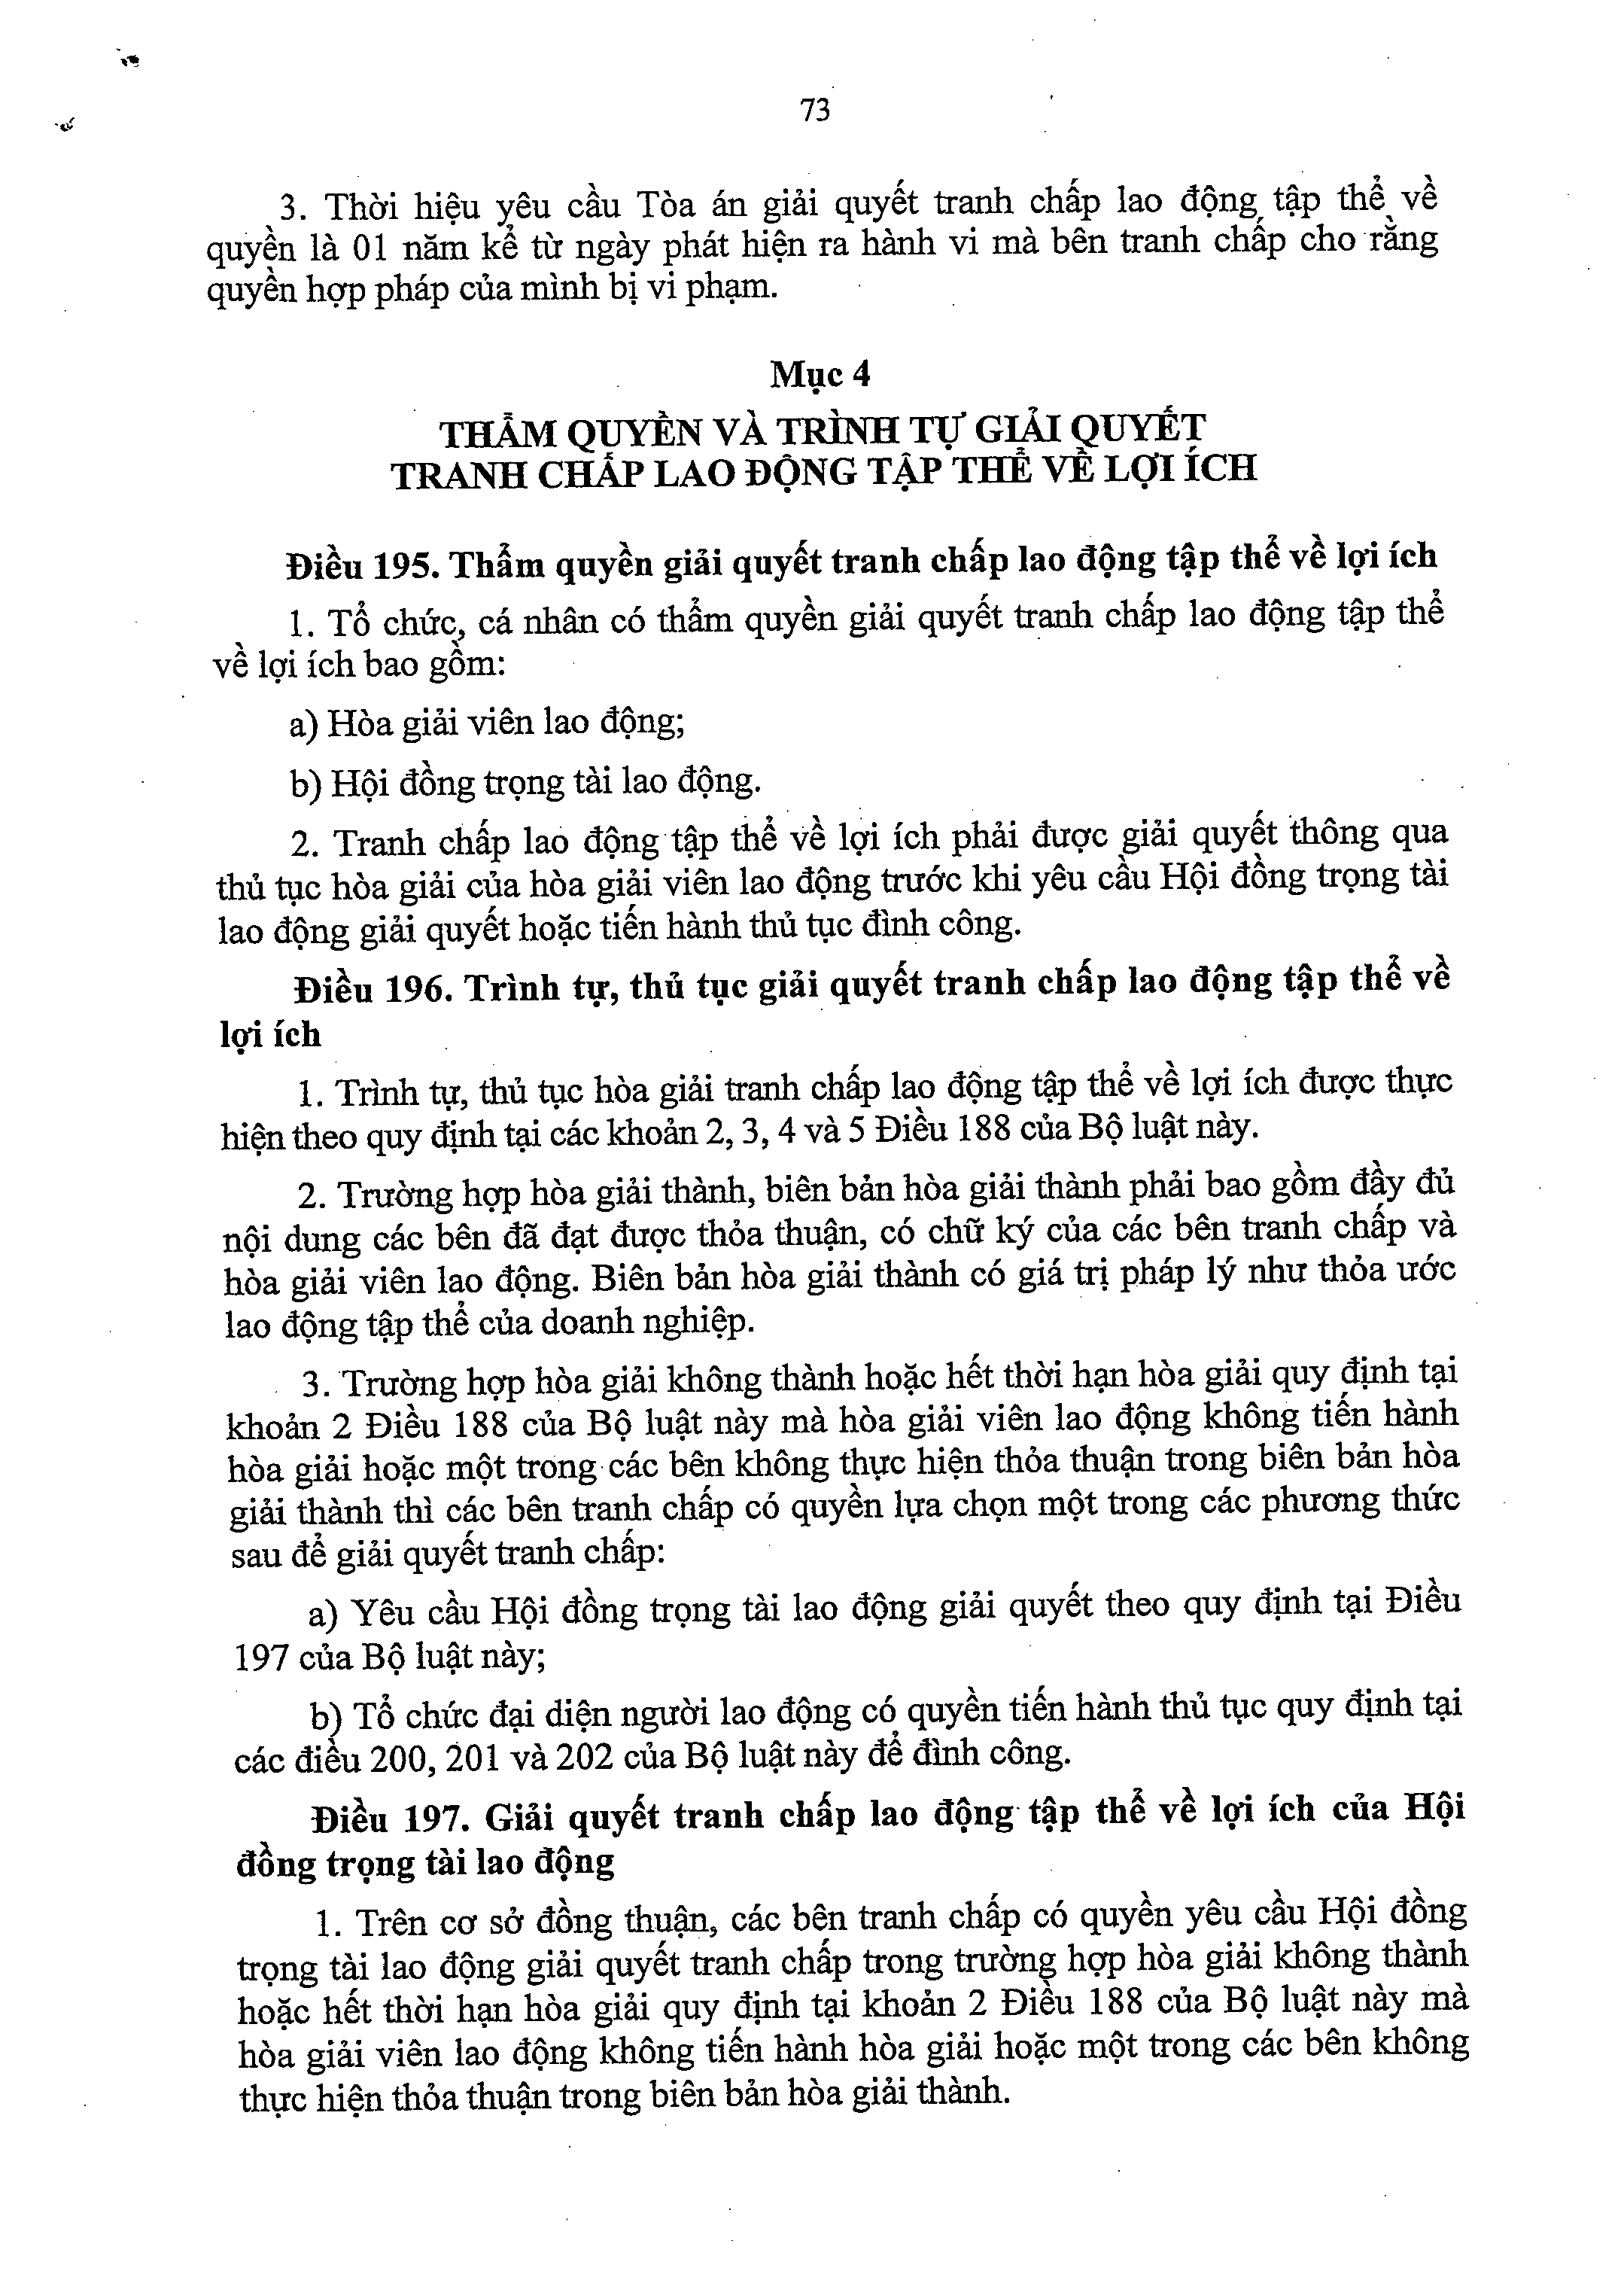 73
3. Thời hiệu yêu cầu Tòa án giải quyết tranh chấp lao động tập thể về
quyền là 01 năm kể từ ngày phát hiện ra hành vi mà bên tranh chấp cho rằng
quyền hợp pháp của mình bị vi phạm.
Mục 4
THẨM QUYỀN VÀ TRÌNH TỰ GIẢI QUYẾT
TRANH CHẤP LAO ĐỘNG TẬP THỂ VỀ LỢI ÍCH
Điều 195. Thẩm quyền giải quyết tranh chấp lao động tập thể về lợi ích
1. Tổ chức, cá nhân có thẩm quyền giải quyết tranh chấp lao động tập thể
về lợi ích bao gồm:
a) Hòa giải viên lao động;
b) Hội đồng trọng tài lao động.
2. Tranh chấp lao động tập thể về lợi ích phải được giải quyết thông qua
thủ tục hòa giải của hòa giải viên lao động trước khi yêu cầu Hội đồng trọng tài
lao động giải quyết hoặc tiến hành thủ tục đình công.
Điều 196. Trình tự, thủ tục giải quyết tranh chấp lao động tập thể về
lợi ích
1. Trình tự, thủ tục hòa giải tranh chấp lao động tập thể về lợi ích được thực
hiện theo quy định tại các khoản 2, 3, 4 và 5 Điều 188 của Bộ luật này.
2. Trường hợp hòa giải thành, biên bản hòa giải thành phải bao gồm đầy đủ
nội dung các bên đã đạt được thỏa thuận, có chữ ký của các bên tranh chấp và
hòa giải viên lao động. Biên bản hòa giải thành có giá trị pháp lý như thỏa ước
lao động tập thể của doanh nghiệp.
3. Trường hợp hòa giải không thành hoặc hết thời hạn hòa giải quy định tại
khoản 2 Điều 188 của Bộ luật này mà hòa giải viên lao động không tiến hành
hòa giải hoặc một trong các bên không thực hiện thỏa thuận trong biên bản hòa
giải thành thì các bên tranh chấp có quyền lựa chọn một trong các phương thức
sau để giải quyết tranh chấp:
a) Yêu cầu Hội đồng trọng tài lao động giải quyết theo quy định tại Điều
197 của Bộ luật này;
b) Tổ chức đại diện người lao động có quyền tiến hành thủ tục quy định tại
các điều 200, 201 và 202 của Bộ luật này để đình công.
Điều 197. Giải quyết tranh chấp lao động tập thể về lợi ích của Hội
đồng trọng tài lao động
1. Trên cơ sở đồng thuận, các bên tranh chấp có quyền yêu cầu Hội đồng
trọng tài lao động giải quyết tranh chấp trong trường hợp hòa giải không thành
hoặc hết thời hạn hòa giải quy định tại khoản 2 Điều 188 của Bộ luật này mà
hòa giải viên lao động không tiến hành hòa giải hoặc một trong các bên không
thực hiện thỏa thuận trong biên bản hòa giải thành.